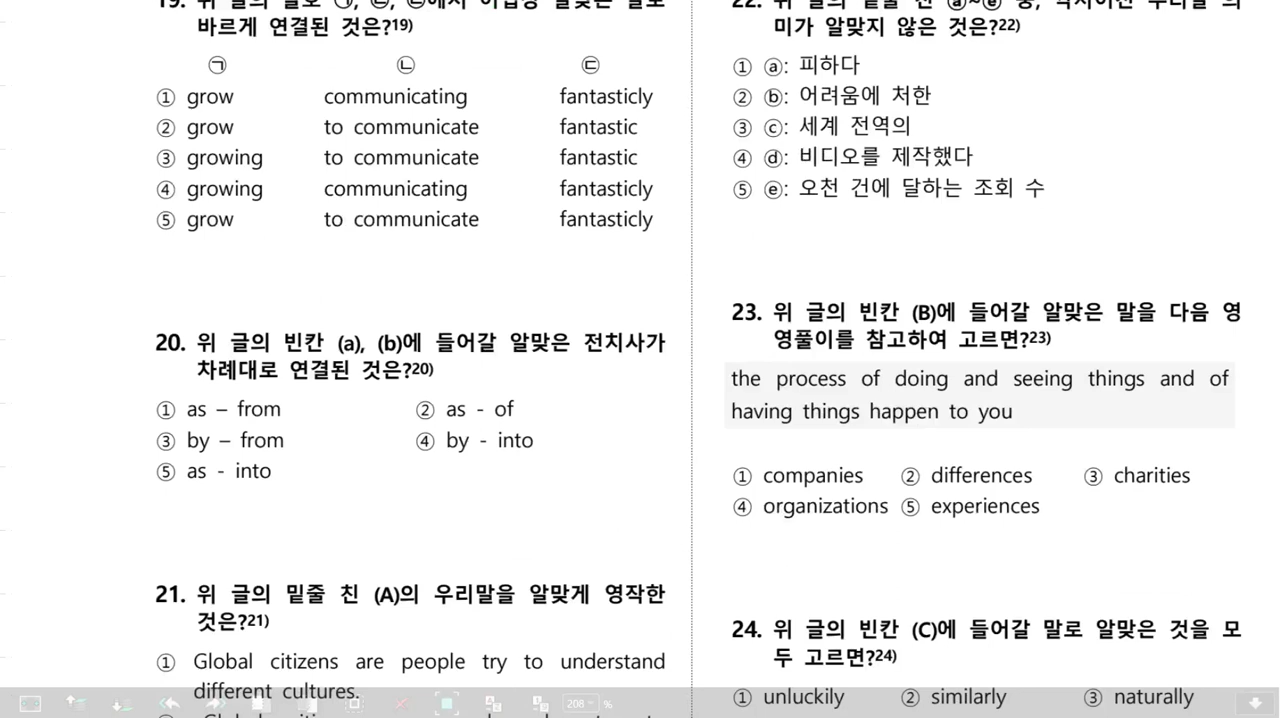 바르게 연결된 것은?19)
㉠ ㉡ ㉢
① grow communicating fantasticly
② grow to communicate fantastic
③ growing to communicate fantastic
④ growing communicating fantasticly
⑤ grow to communicate fantasticly
20. 위 글의 빈칸 (a), (b)에 들어갈 알맞은 전치사가
차례대로 연결된 것은?20)
① as – from ② as - of
③ by – from ④ by - into
⑤ as - into
21. 위 글의 밑줄 친 (A)의 우리말을 알맞게 영작한
것은?21)
① Global citizens are people try to understand
different cultures.
미가 알맞지 않은 것은?22)
① ⓐ: 피하다
② ⓑ: 어려움에 처한
③ ⓒ: 세계 전역의
④ ⓓ: 비디오를 제작했다
⑤ ⓔ: 오천 건에 달하는 조회 수
23. 위 글의 빈칸 (B)에 들어갈 알맞은 말을 다음 영
영풀이를 참고하여 고르면?23)
the process of doing and seeing things and of
having things happen to you
① companies ② differences ③ charities
④ organizations ⑤ experiences
24. 위 글의 빈칸 (C)에 들어갈 말로 알맞은 것을 모
두 고르면?24)
① unluckily ② similarly ③ naturally
208 %